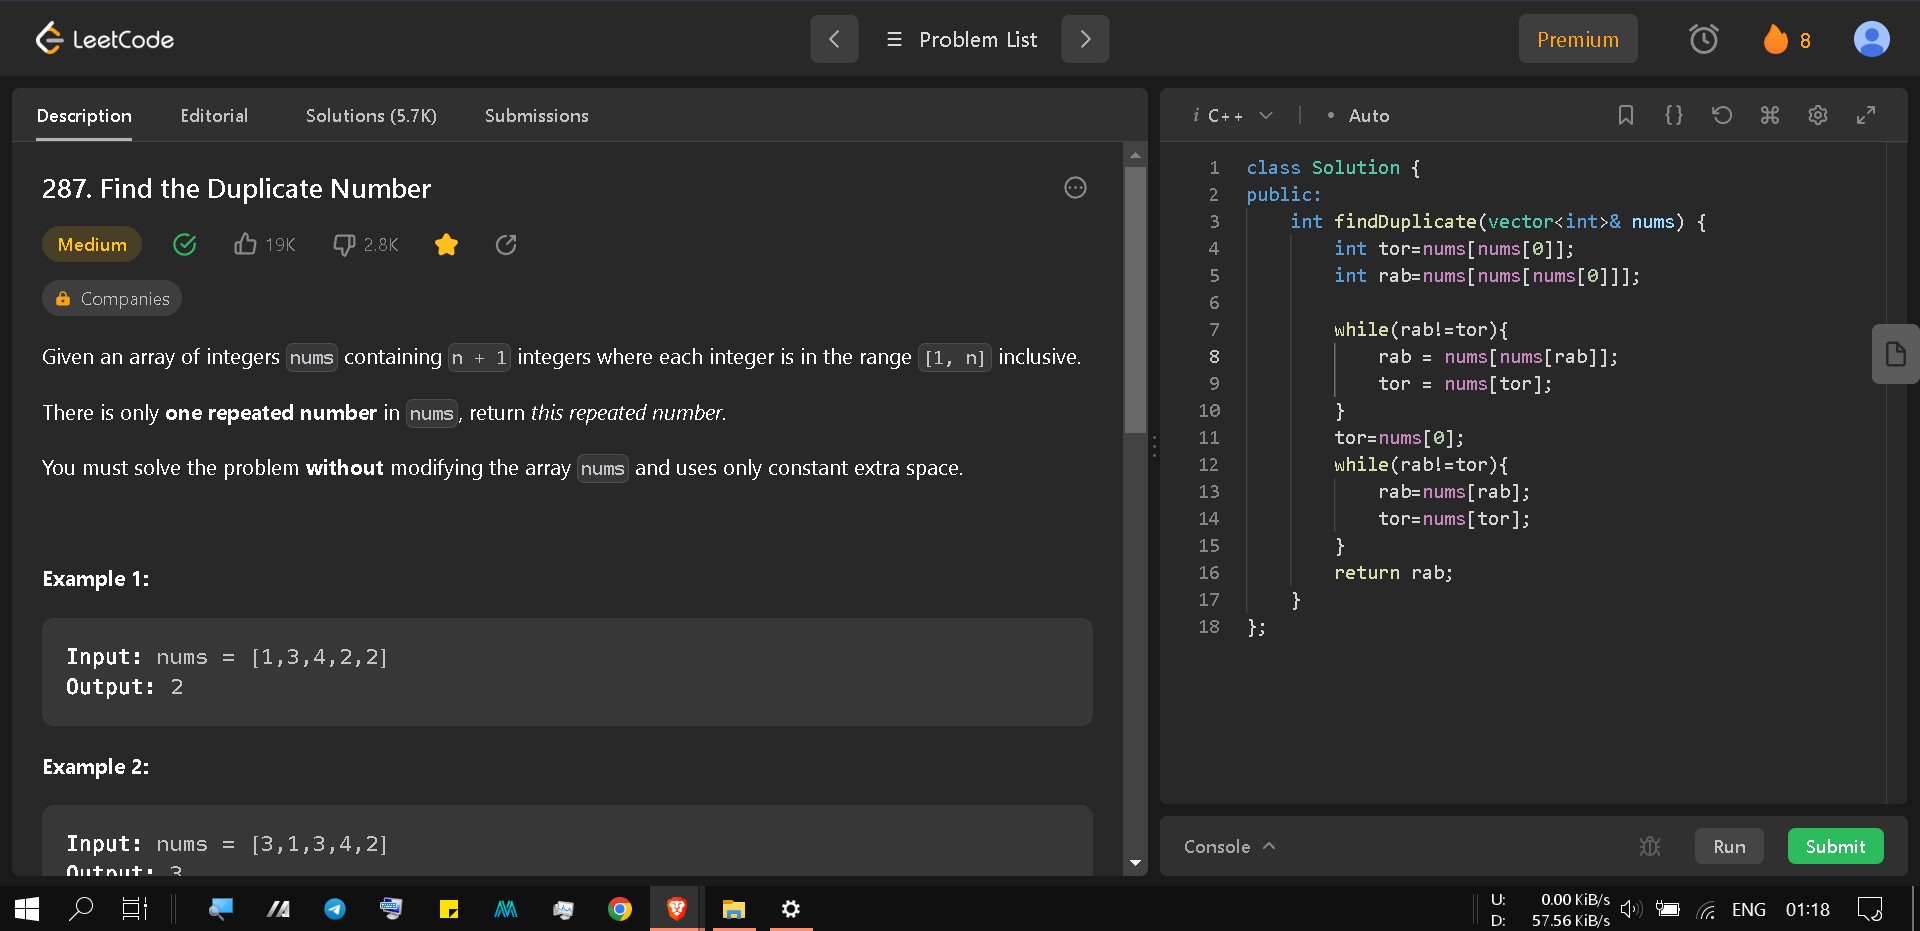 LeetCode
Problem List
Premium
8
Description Editorial Solutions (5.7K) Submissions
287. Find the Duplicate Number
Medium 19K 2.8K
Companies
Given an array of integers nums containing n + 1 integers where each integer is in the range [1, n] inclusive.
There is only one repeated number in nums, return this repeated number.
You must solve the problem without modifying the array nums and uses only constant extra space.
Example 1:
Input: nums = [1,3,4,2,2]
Output: 2
Example 2:
Input: nums = [3,1,3,4,2]
Output: 3
i C++ • Auto
1 class Solution {
2 public:
3 int findDuplicate(vector<int>& nums) {
4 int tor=nums[nums[0]];
5 int rab=nums[nums[nums[0]]];
6
7 while(rab!=tor){
8 rab = nums[nums[rab]];
9 tor = nums[tor];
10 }
11 tor=nums[0];
12 while(rab!=tor){
13 rab=nums[rab];
14 tor=nums[tor];
15 }
16 return rab;
17 }
18 };
Console Run Submit
U: 0.00 KiB/s
D: 57.56 KiB/s
ENG 01:18